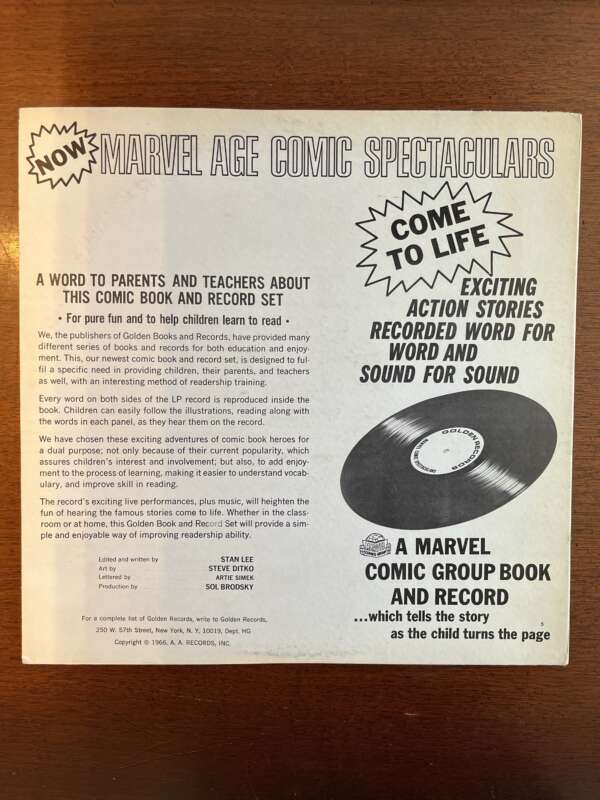 NOW
MARVEL AGE COMIC SPECTACULARS
COME
TO LIFE
A WORD TO PARENTS AND TEACHERS ABOUT
THIS COMIC BOOK AND RECORD SET
• For pure fun and to help children learn to read •
We, the publishers of Golden Books and Records, have provided many
different series of books and records for both education and enjoy-
ment. This, our newest comic book and record set, is designed to ful-
fil a specific need in providing children, their parents, and teachers
as well, with an interesting method of readership training.
Every word on both sides of the LP record is reproduced inside the
book. Children can easily follow the illustrations, reading along with
the words in each panel, as they hear them on the record.
We have chosen these exciting adventures of comic book heroes for
a dual purpose; not only because of their current popularity, which
assures children's interest and involvement; but also, to add enjoy-
ment to the process of learning, making it easier to understand vocab-
ulary, and improve skill in reading.
The record's exciting live performances, plus music, will heighten the
fun of hearing the famous stories come to life. Whether in the class-
room or at home, this Golden Book and Record Set will provide a sim-
ple and enjoyable way of improving readership ability.
Edited and written by STAN LEE
Art by STEVE DITKO
Lettered by ARTIE SIMEK
Production by SOL BRODSKY
For a complete list of Golden Records, write to Golden Records,
250 W. 57th Street, New York, N. Y, 10019, Dept. HG
Copyright © 1966, A. A. RECORDS, INC.
EXCITING
ACTION STORIES
RECORDED WORD FOR
WORD AND
SOUND FOR SOUND
GOLDEN RECORDS
A MARVEL
COMIC GROUP BOOK
AND RECORD
...which tells the story
as the child turns the page
5